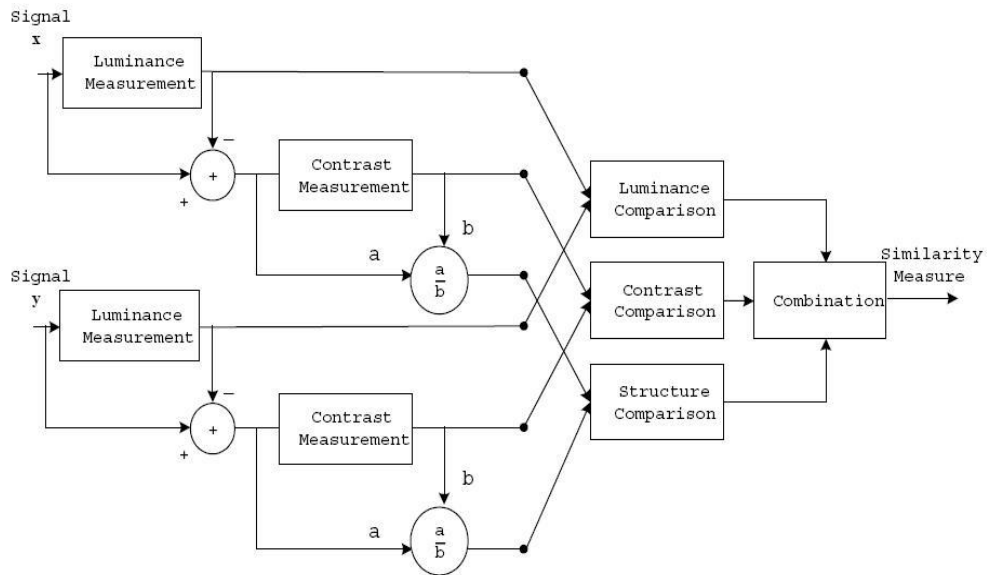 Signal
x
Luminance
Measurement
−
+
+
Contrast
Measurement
a
b
a
b
Signal
y
Luminance
Measurement
−
+
+
Contrast
Measurement
a
b
a
b
Luminance
Comparison
Contrast
Comparison
Structure
Comparison
Combination
Similarity
Measure